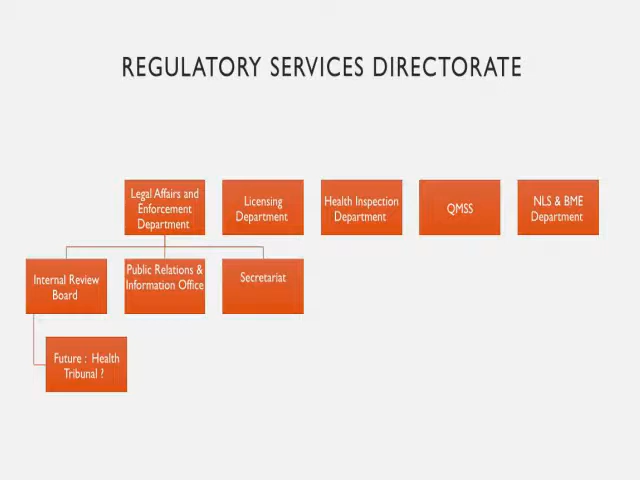 REGULATORY SERVICES DIRECTORATE
Legal Affairs and
Enforcement
Department
Licensing
Department
Health Inspection
Department
QMSS
NLS & BME
Department
Internal Review
Board
Public Relations &
Information Office
Secretariat
Future : Health
Tribunal ?